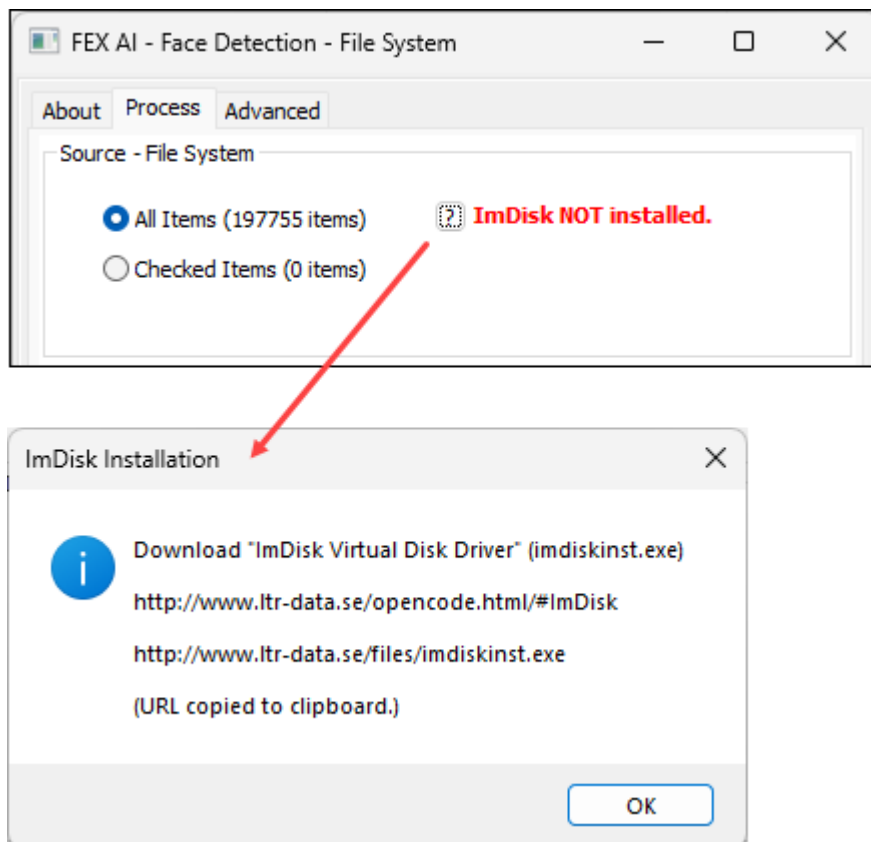 FEX AI - Face Detection - File System
About Process Advanced
Source - File System
All Items (197755 items) ? ImDisk NOT installed.
Checked Items (0 items)
ImDisk Installation
Download "ImDisk Virtual Disk Driver" (imdiskinst.exe)
http://www.ltr-data.se/opencode.html/#ImDisk
http://www.ltr-data.se/files/imdiskinst.exe
(URL copied to clipboard.)
OK